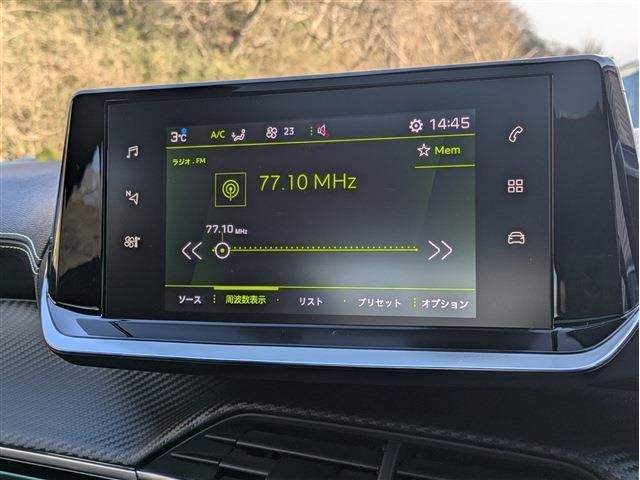 3°C A/C 23 14:45
ラジオ . FM
Mem
77.10 MHz
77.10 MHz
N
ソース 周波数表示 リスト プリセット オプション